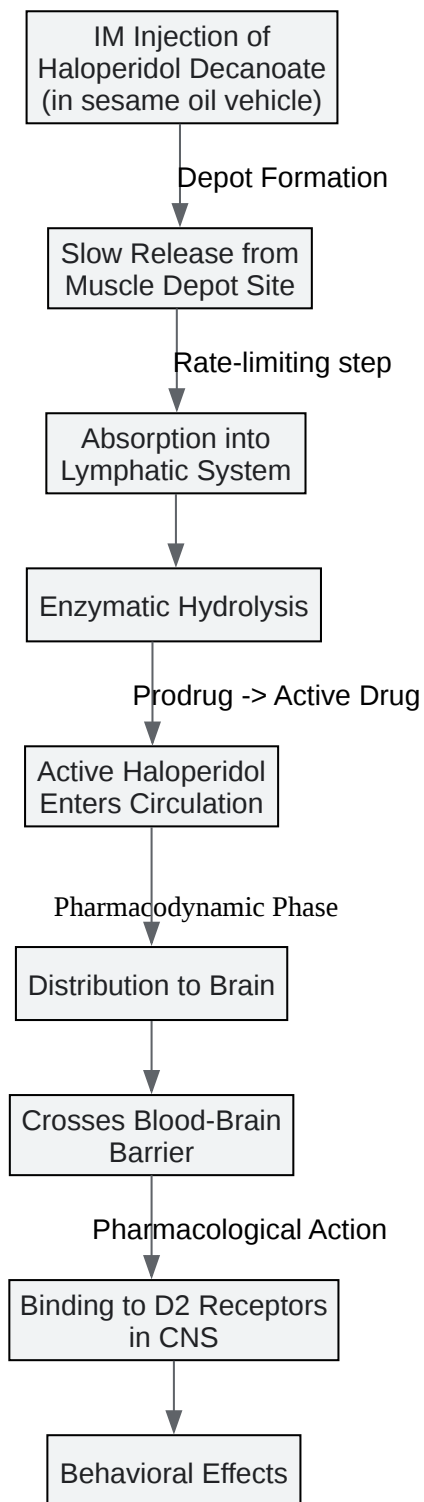 IM Injection of
Haloperidol Decanoate
(in sesame oil vehicle)
Depot Formation
Slow Release from
Muscle Depot Site
Rate-limiting step
Absorption into
Lymphatic System
Enzymatic Hydrolysis
Prodrug -> Active Drug
Active Haloperidol
Enters Circulation
Pharmacodynamic Phase
Distribution to Brain
Crosses Blood-Brain
Barrier
Pharmacological Action
Binding to D2 Receptors
in CNS
Behavioral Effects